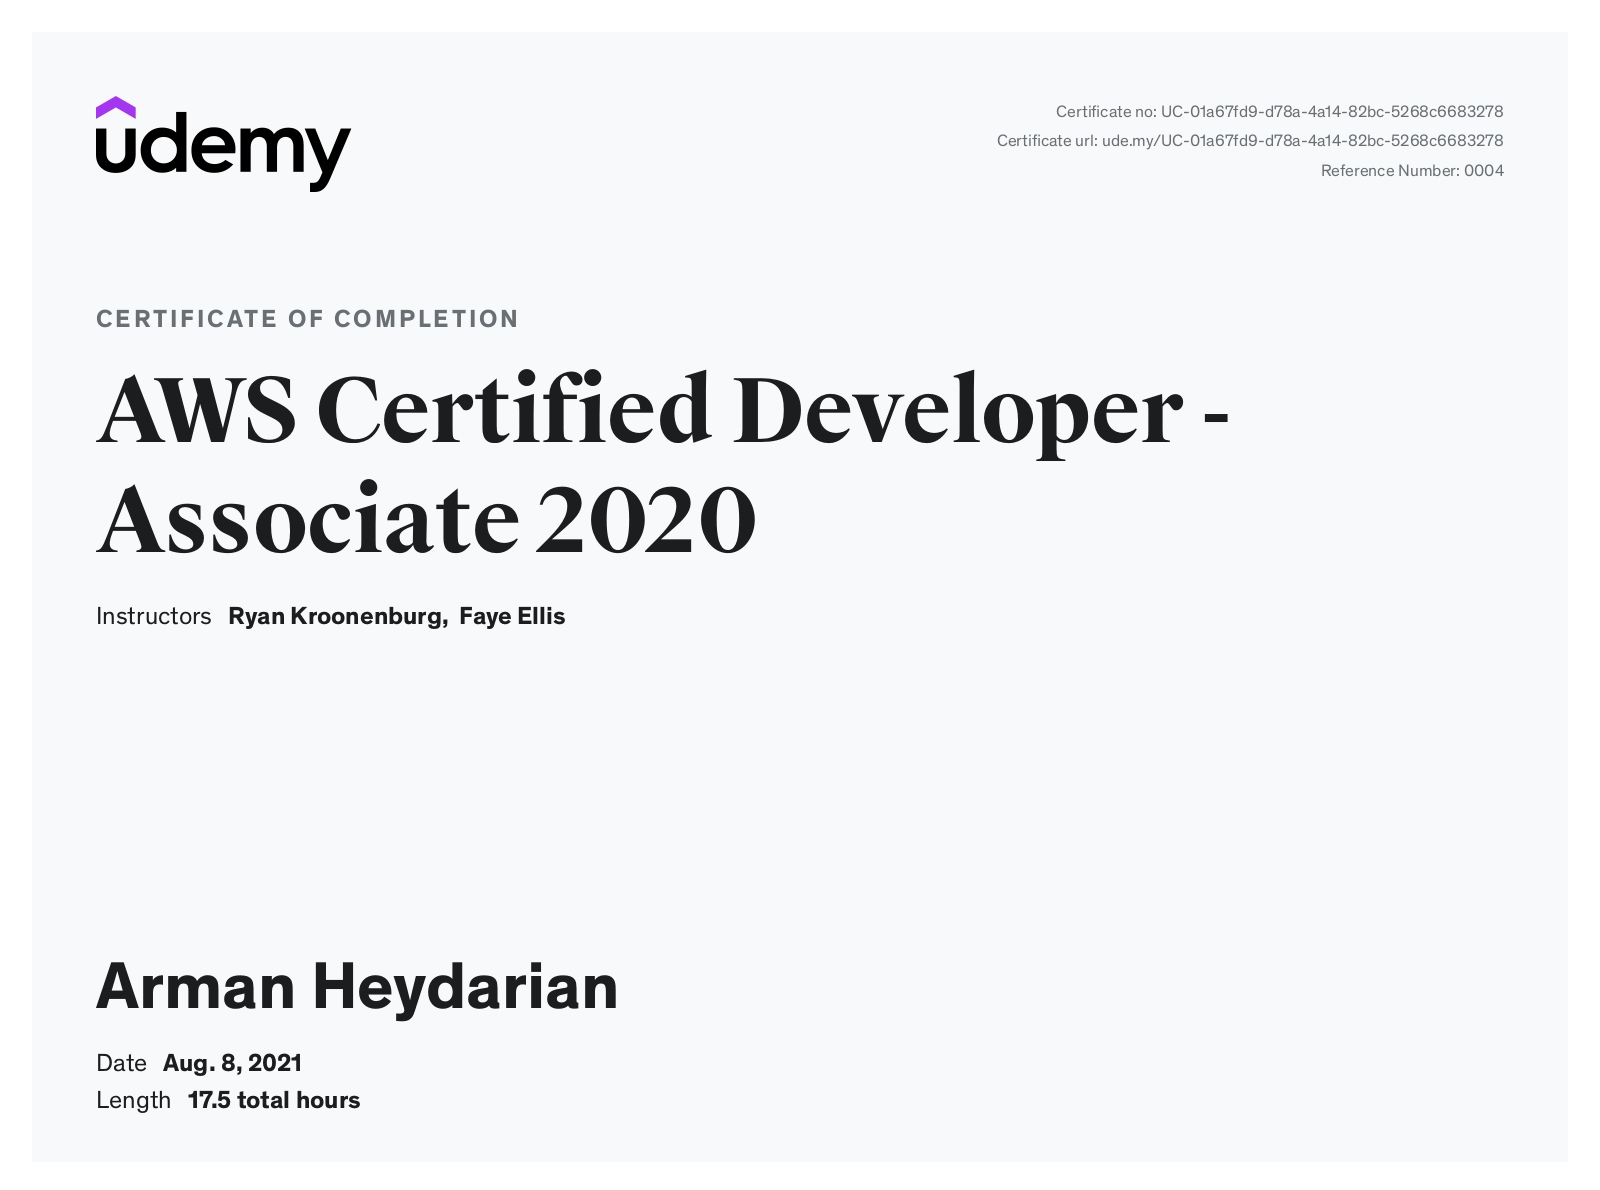 udemy
Certificate no: UC-01a67fd9-d78a-4a14-82bc-5268c6683278
Certificate url: ude.my/UC-01a67fd9-d78a-4a14-82bc-5268c6683278
Reference Number: 0004
CERTIFICATE OF COMPLETION
AWS Certified Developer -
Associate 2020
Instructors Ryan Kroonenburg, Faye Ellis
Arman Heydarian
Date Aug. 8, 2021
Length 17.5 total hours